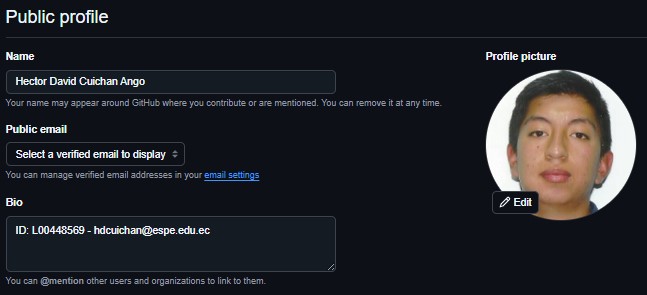 Public profile
Name
Profile picture
Hector David Cuichan Ango
Your name may appear around GitHub where you contribute or are mentioned. You can remove it at any time.
Public email
Select a verified email to display
You can manage verified email addresses in your email settings
Edit
Bio
ID: L00448569 - hdcuichan@espe.edu.ec
You can @mention other users and organizations to link to them.